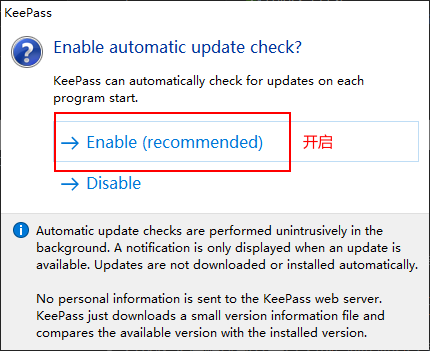 KeePass
Enable automatic update check?
KeePass can automatically check for updates on each
program start.
→ Enable (recommended) 开启
→ Disable
Automatic update checks are performed unintrusively in the
background. A notification is only displayed when an update is
available. Updates are not downloaded or installed automatically.
No personal information is sent to the KeePass web server.
KeePass just downloads a small version information file and
compares the available version with the installed version.